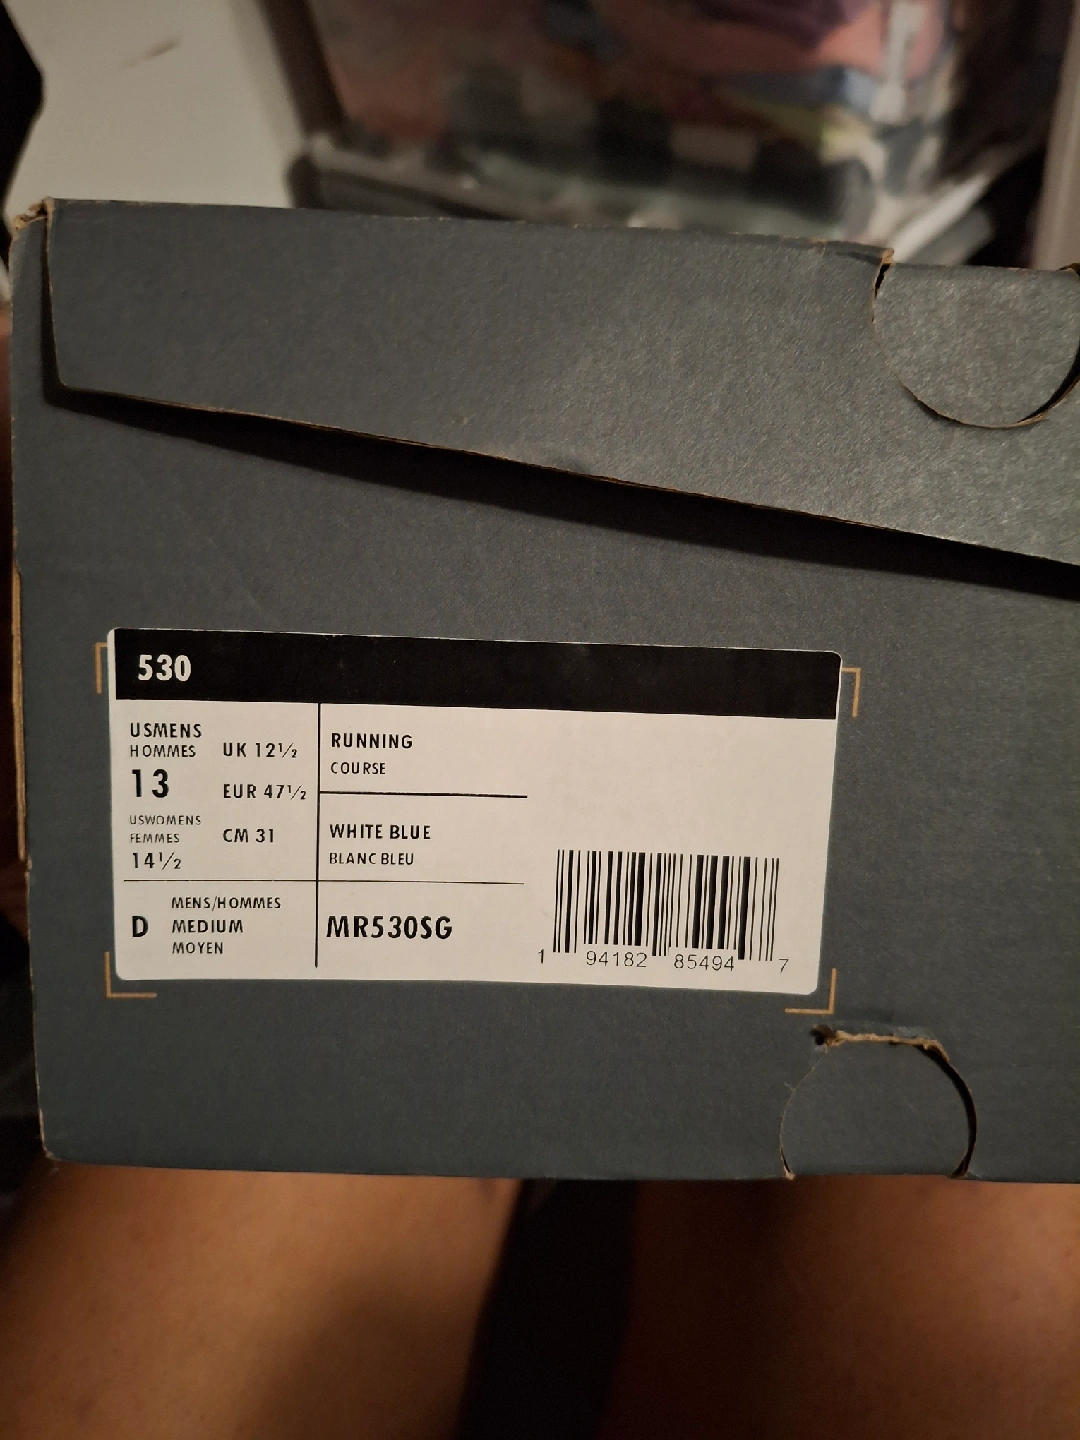 530
USMENS
HOMMES
13
USWOMENS
FEMMES
14½
UK 12½
EUR 47½
CM 31
RUNNING
COURSE
WHITE BLUE
BLANC BLEU
D
MENS/HOMMES
MEDIUM
MOYEN
MR530SG
1 94182 85494 7